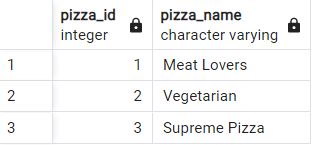 pizza_id pizza_name
integer character varying
1 1 Meat Lovers
2 2 Vegetarian
3 3 Supreme Pizza